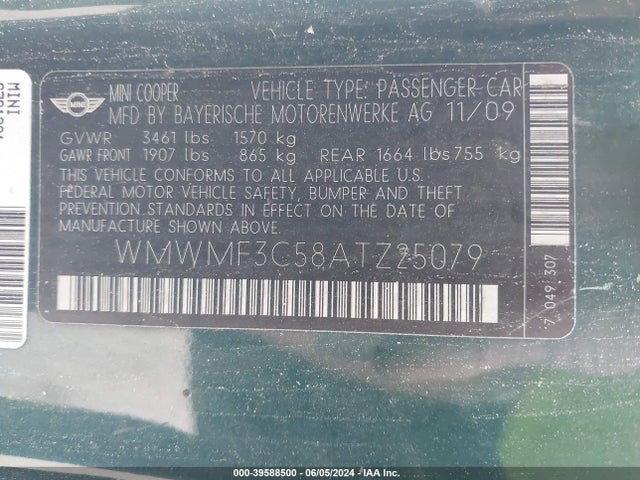 MINI
MINI COOPER VEHICLE TYPE: PASSENGER CAR
MFD BY BAYERISCHE MOTORENWERKE AG 11/09
GVWR 3461 lbs 1570 kg
GAWR FRONT 1907 lbs 865 kg REAR 1664 lbs 755 kg
THIS VEHICLE CONFORMS TO ALL APPLICABLE U.S.
FEDERAL MOTOR VEHICLE SAFETY, BUMPER AND THEFT
PREVENTION STANDARDS IN EFFECT ON THE DATE OF
MANUFACTURE SHOWN ABOVE.
WMWMF3C58ATZ25079
7 049 307
MINI
000-39588500 - 06/05/2024 - IAA Inc.